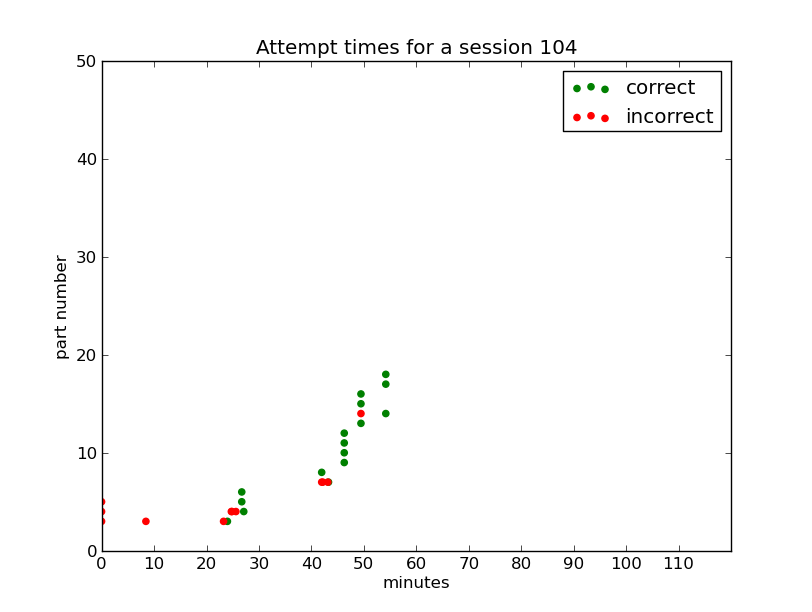 Attempt times for a session 104
correct
incorrect
part number
50
40
30
20
10
0
0 10 20 30 40 50 60 70 80 90 100 110
minutes